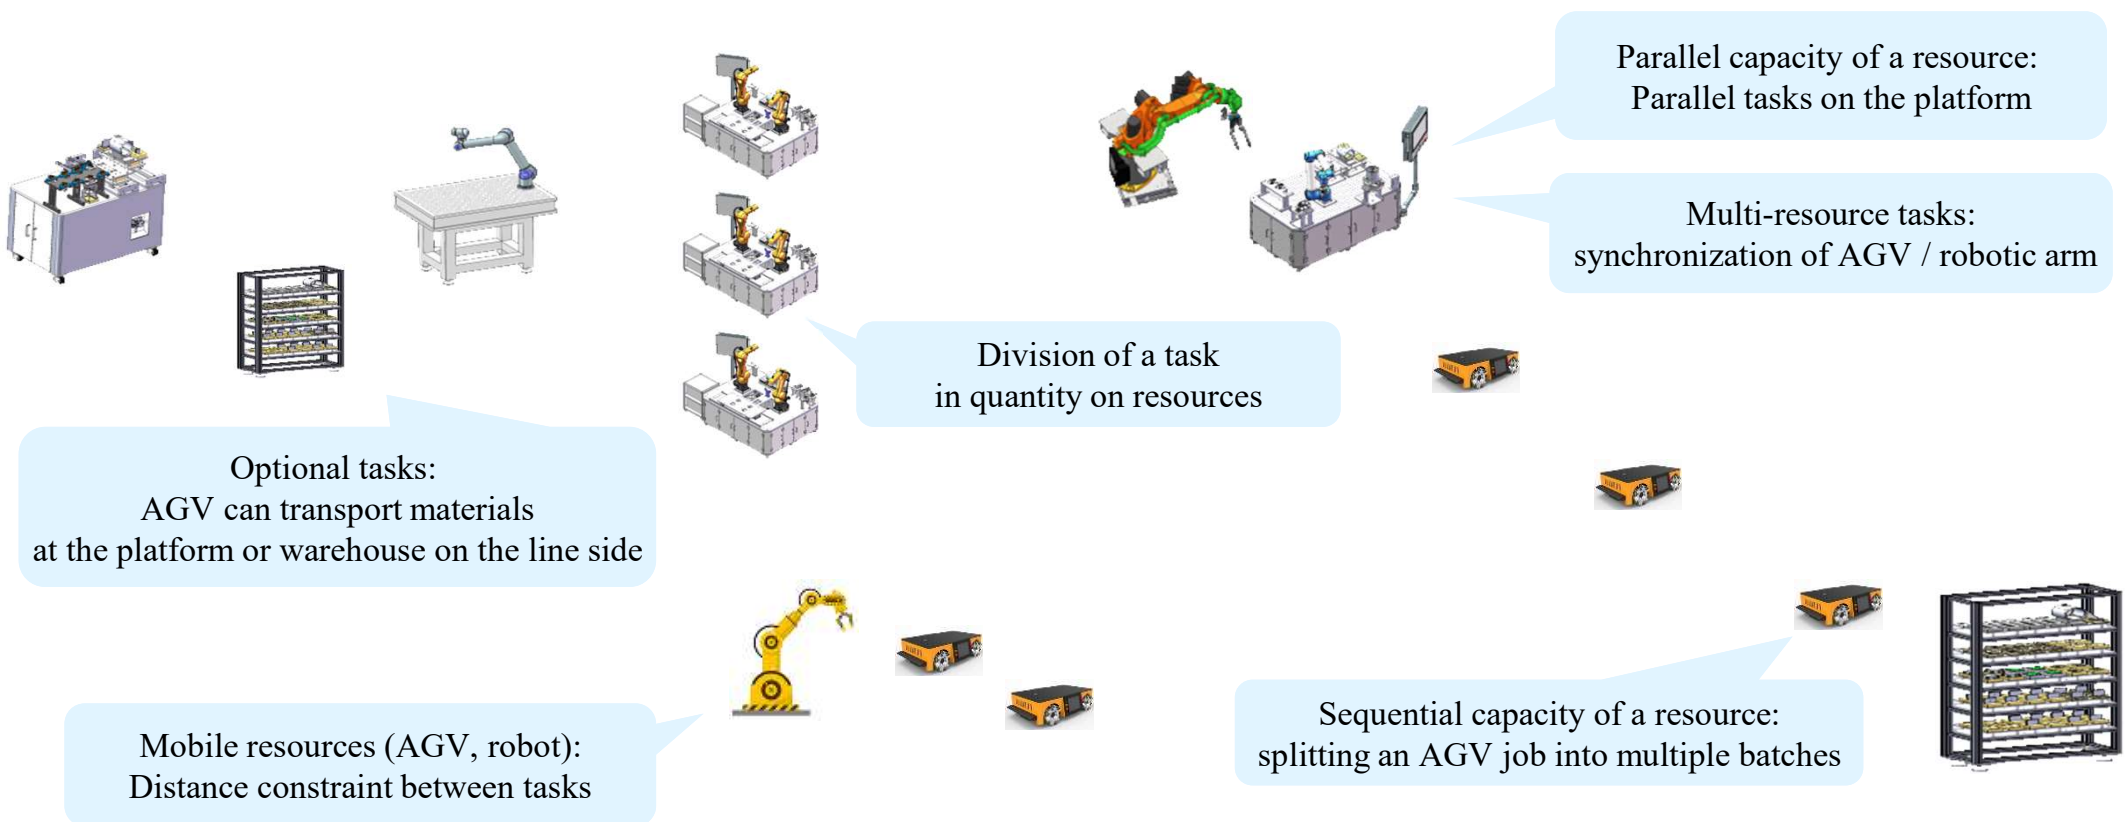 Parallel capacity of a resource:
Parallel tasks on the platform
Multi-resource tasks:
synchronization of AGV / robotic arm
Division of a task
in quantity on resources
Optional tasks:
AGV can transport materials
at the platform or warehouse on the line side
Mobile resources (AGV, robot):
Distance constraint between tasks
Sequential capacity of a resource:
splitting an AGV job into multiple batches